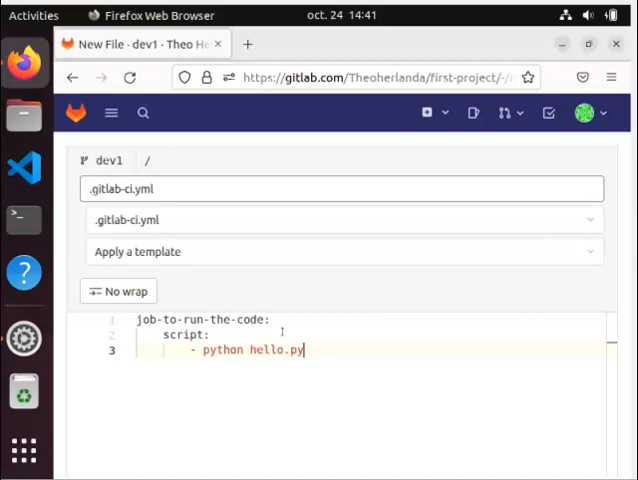 Activities
Firefox Web Browser
oct. 24 14:41
New File · dev1 · Theo He
https://gitlab.com/Theoherlanda/first-project/-/
dev1 /
.gitlab-ci.yml
.gitlab-ci.yml
Apply a template
No wrap
1 job-to-run-the-code:
2 script:
3 - python hello.py